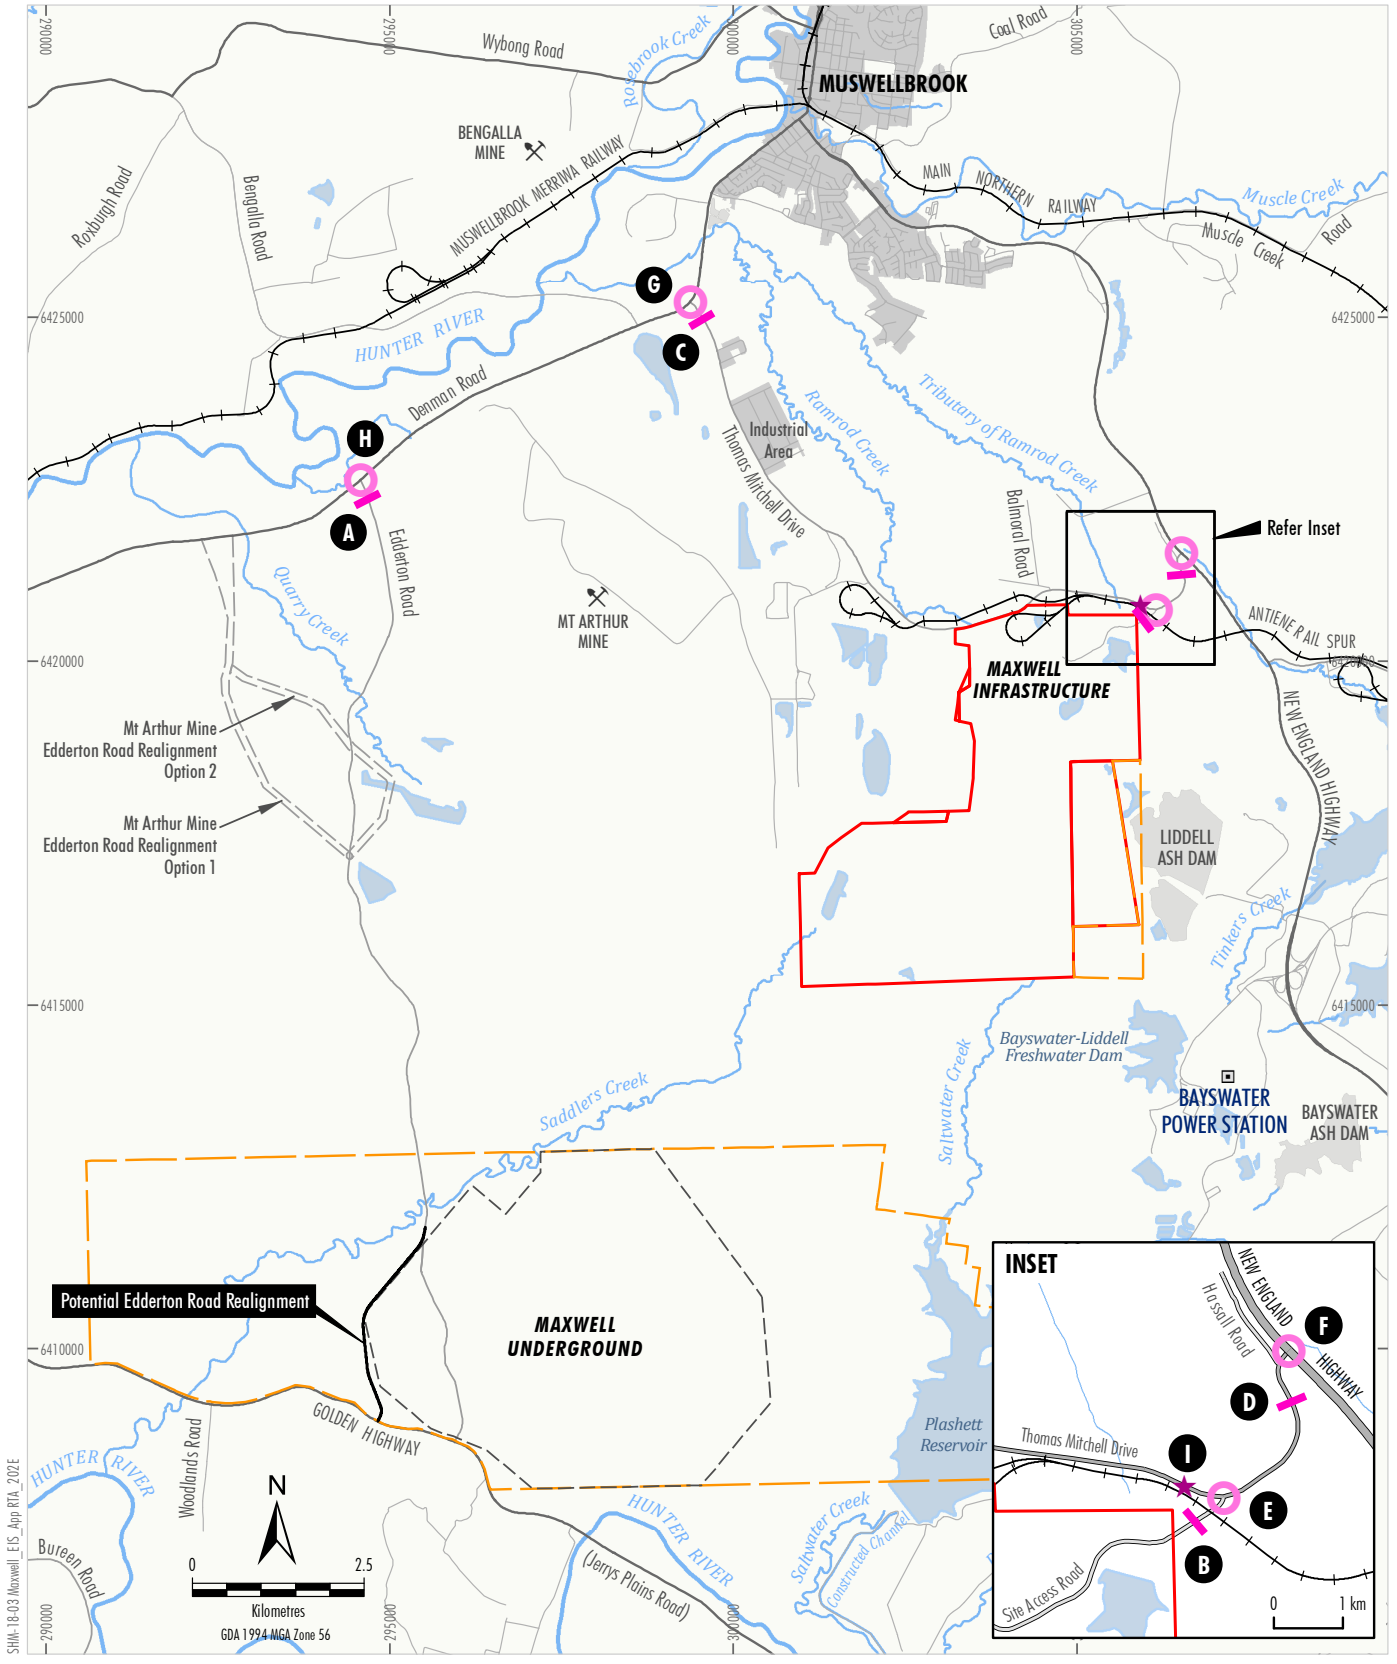 290000
295000
300000
305000
Wybong Road
Rosebrook Creek
Coal Road
MUSWELLBROOK
BENGALLA
MINE
MUSWELLBROOK MERRIWA RAILWAY
MAIN NORTHERN RAILWAY
Muscle Creek
Muscle Creek Road
Roxburgh Road
Bengalla Road
G
6425000
6425000
HUNTER RIVER
C
Denman Road
Ramrod Creek
Tributary of Ramrod Creek
Industrial
Area
H
Thomas Mitchell Drive
A
Edderton Road
Balmoral Road
Refer Inset
Quarry Creek
MT ARTHUR
MINE
ANTIENE RAIL SPUR
6420000
6420000
MAXWELL
INFRASTRUCTURE
NEW ENGLAND HIGHWAY
Mt Arthur Mine
Edderton Road Realignment
Option 2
Mt Arthur Mine
Edderton Road Realignment
Option 1
LIDDELL
ASH DAM
Tinkers Creek
6415000
6415000
Bayswater-Liddell
Freshwater Dam
Saltwater Creek
Saddlers Creek
BAYSWATER
POWER STATION
BAYSWATER
ASH DAM
Potential Edderton Road Realignment
MAXWELL
UNDERGROUND
6410000
GOLDEN HIGHWAY
Woodlands Road
Plashett
Reservoir
HUNTER RIVER
HUNTER RIVER
Saltwater Creek
Constructed Channel
(Jerrys Plains Road)
Bureen Road
N
0 2.5
Kilometres
GDA 1994 MGA Zone 56
290000
295000
300000
SHM-18-03 Maxwell_EIS_App RTA_202E
INSET
NEW ENGLAND HIGHWAY
Hassall Road
F
D
Thomas Mitchell Drive
I
E
B
Site Access Road
0 1 km